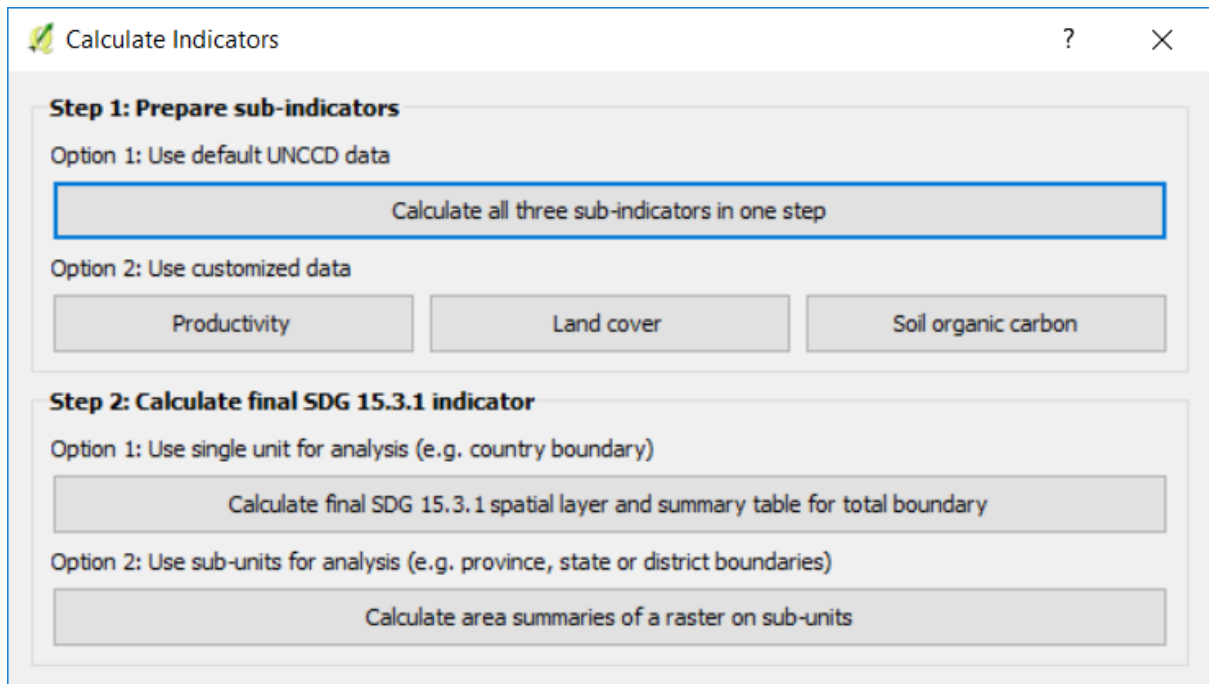 Calculate Indicators
?
Step 1: Prepare sub-indicators
Option 1: Use default UNCCD data
Calculate all three sub-indicators in one step
Option 2: Use customized data
Productivity
Land cover
Soil organic carbon
Step 2: Calculate final SDG 15.3.1 indicator
Option 1: Use single unit for analysis (e.g. country boundary)
Calculate final SDG 15.3.1 spatial layer and summary table for total boundary
Option 2: Use sub-units for analysis (e.g. province, state or district boundaries)
Calculate area summaries of a raster on sub-units